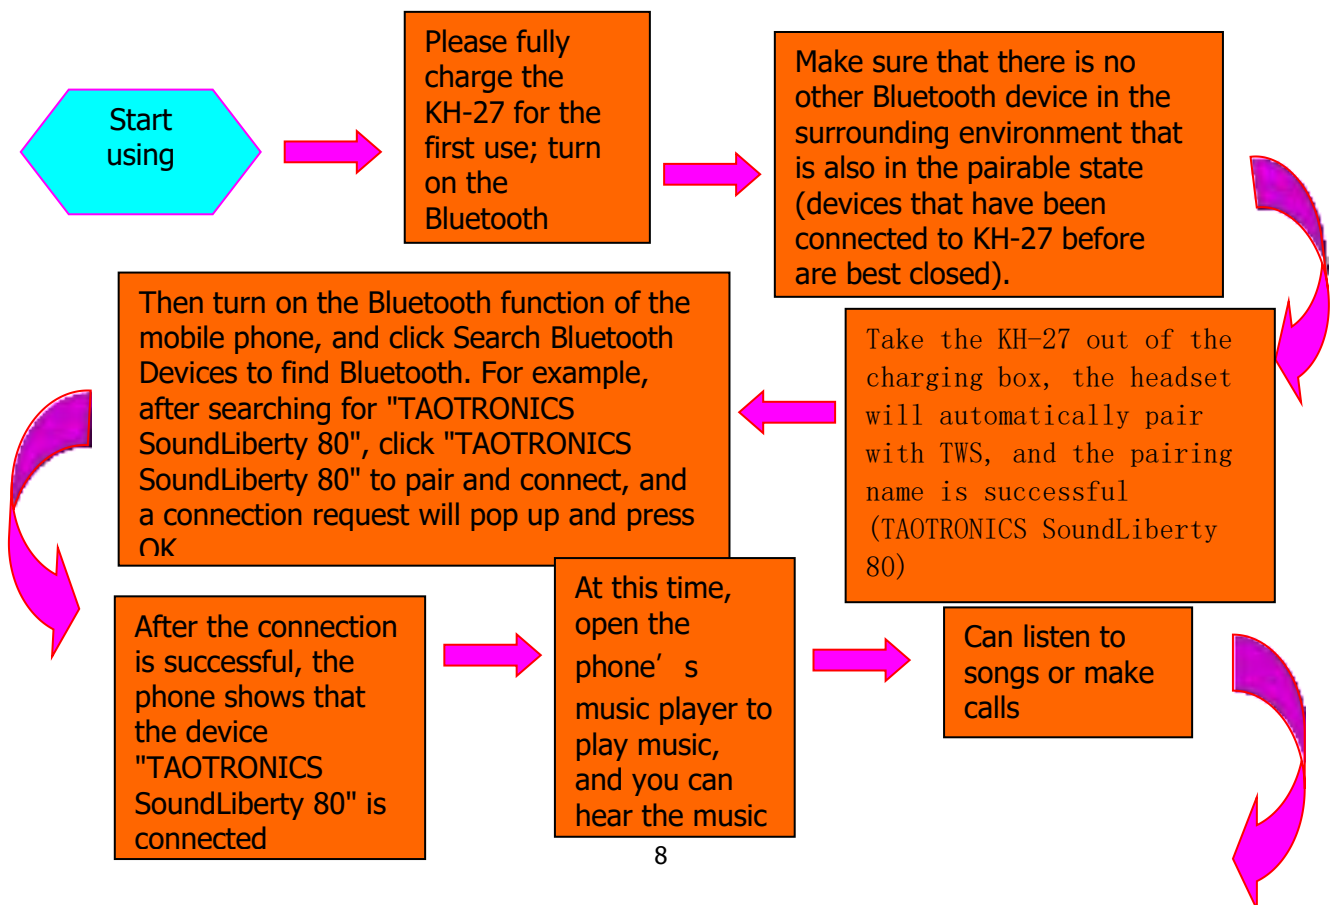 Start
using
Please fully
charge the
KH-27 for the
first use; turn
on the
Bluetooth
Make sure that there is no
other Bluetooth device in the
surrounding environment that
is also in the pairable state
(devices that have been
connected to KH-27 before
are best closed).
Take the KH-27 out of the
charging box, the headset
will automatically pair
with TWS, and the pairing
name is successful
(TAOTRONICS SoundLiberty
80)
Then turn on the Bluetooth function of the
mobile phone, and click Search Bluetooth
Devices to find Bluetooth. For example,
after searching for "TAOTRONICS
SoundLiberty 80", click "TAOTRONICS
SoundLiberty 80" to pair and connect, and
a connection request will pop up and press
OK
After the connection
is successful, the
phone shows that
the device
"TAOTRONICS
SoundLiberty 80" is
connected
At this time,
open the
phone’s
music player to
play music,
and you can
hear the music
Can listen to
songs or make
calls
8